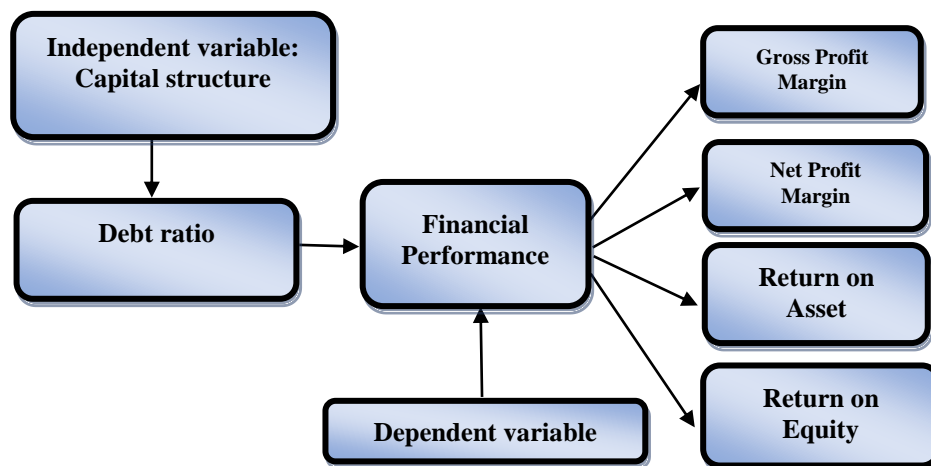 Independent variable:
Capital structure
Debt ratio
Financial
Performance
Dependent variable
Gross Profit
Margin
Net Profit
Margin
Return on
Asset
Return on
Equity